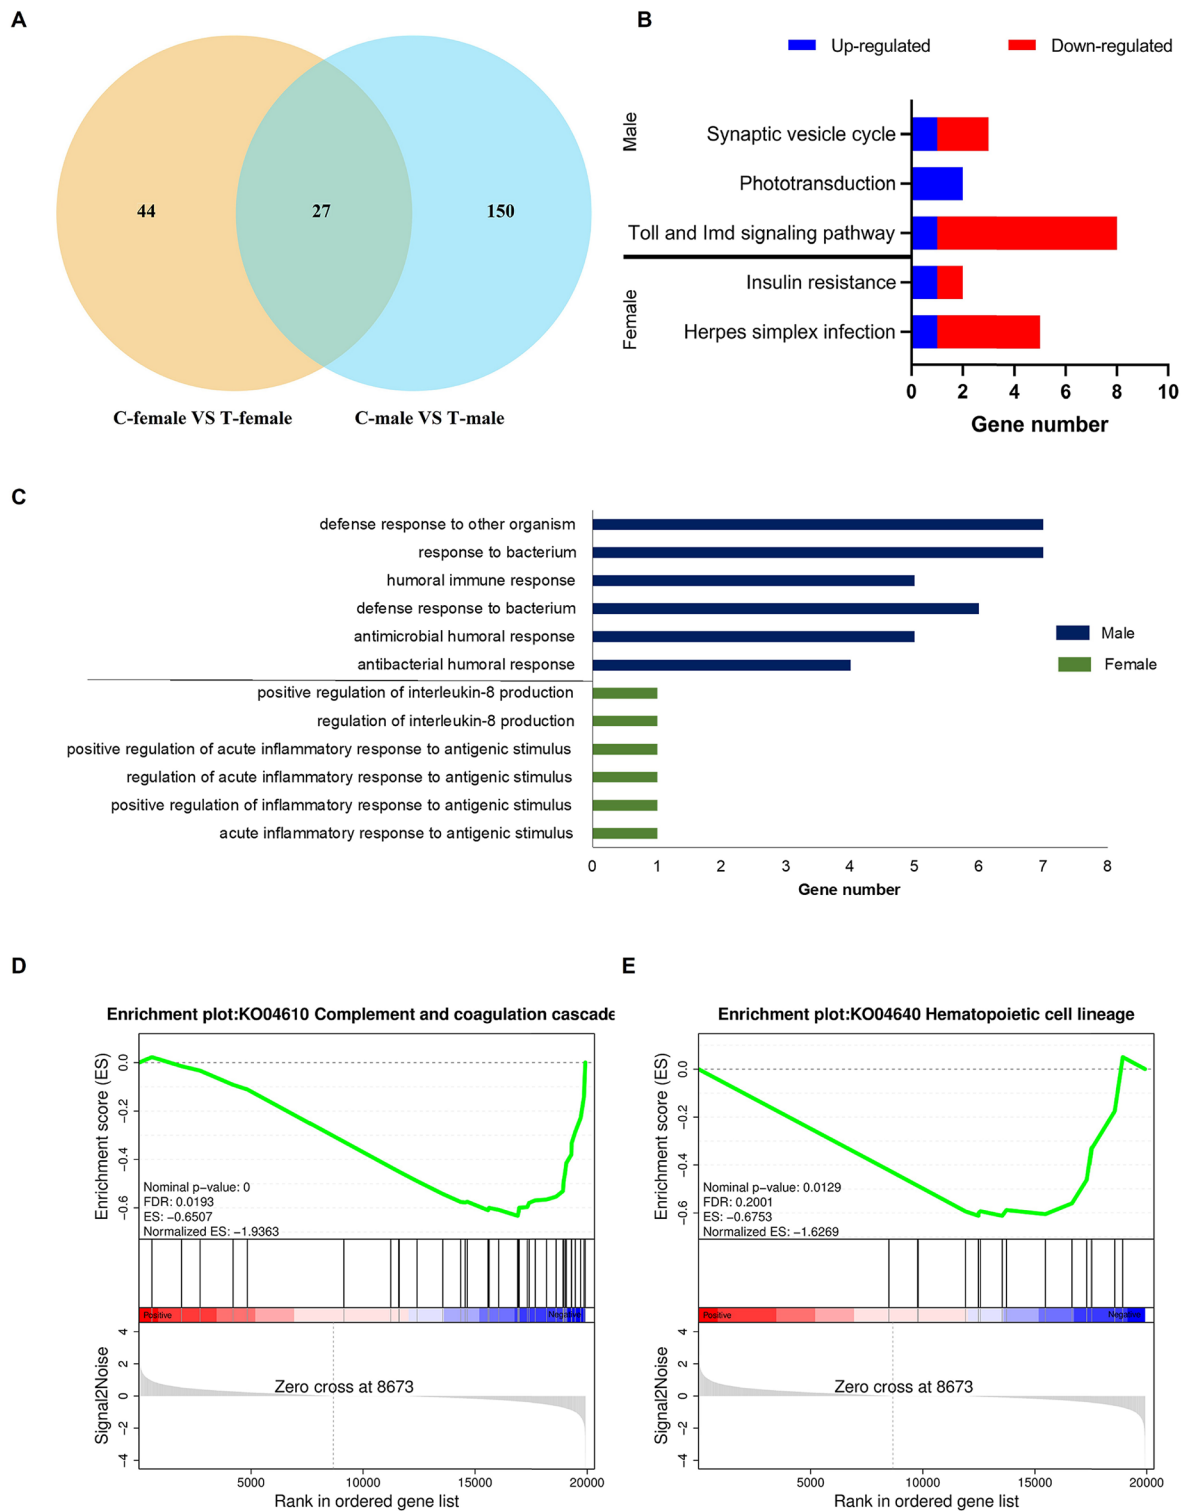 A
44
27
150
C-female VS T-female
C-male VS T-male
B
Up-regulated
Down-regulated
Male
Synaptic vesicle cycle
Phototransduction
Toll and Imd signaling pathway
Female
Insulin resistance
Herpes simplex infection
0 2 4 6 8 10
Gene number
C
defense response to other organism
response to bacterium
humoral immune response
defense response to bacterium
antimicrobial humoral response
antibacterial humoral response
positive regulation of interleukin-8 production
regulation of interleukin-8 production
positive regulation of acute inflammatory response to antigenic stimulus
regulation of acute inflammatory response to antigenic stimulus
positive regulation of inflammatory response to antigenic stimulus
acute inflammatory response to antigenic stimulus
Male
Female
0 1 2 3 4 5 6 7 8
Gene number
D
Enrichment plot:KO04610 Complement and coagulation cascade
Enrichment score (ES)
0.0
−0.2
−0.4
−0.6
Nominal p−value: 0
FDR: 0.0193
ES: −0.6507
Normalized ES: −1.9363
Positive
Negative
Signal2Noise
4
2
0
−2
−4
Zero cross at 8673
5000 10000 15000 20000
Rank in ordered gene list
E
Enrichment plot:KO04640 Hematopoietic cell lineage
Enrichment score (ES)
0.0
−0.2
−0.4
−0.6
Nominal p−value: 0.0129
FDR: 0.2001
ES: −0.6753
Normalized ES: −1.6269
Positive
Negative
Signal2Noise
4
2
0
−2
−4
Zero cross at 8673
5000 10000 15000 20000
Rank in ordered gene list